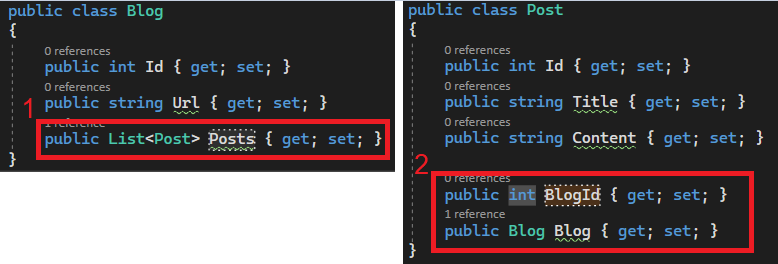 public class Blog
{
0 references
public int Id { get; set; }
0 references
public string Url { get; set; }
1
1 reference
public List<Post> Posts { get; set; }
}
public class Post
{
0 references
public int Id { get; set; }
0 references
public string Title { get; set; }
0 references
public string Content { get; set; }
2
0 references
public int BlogId { get; set; }
1 reference
public Blog Blog { get; set; }
}